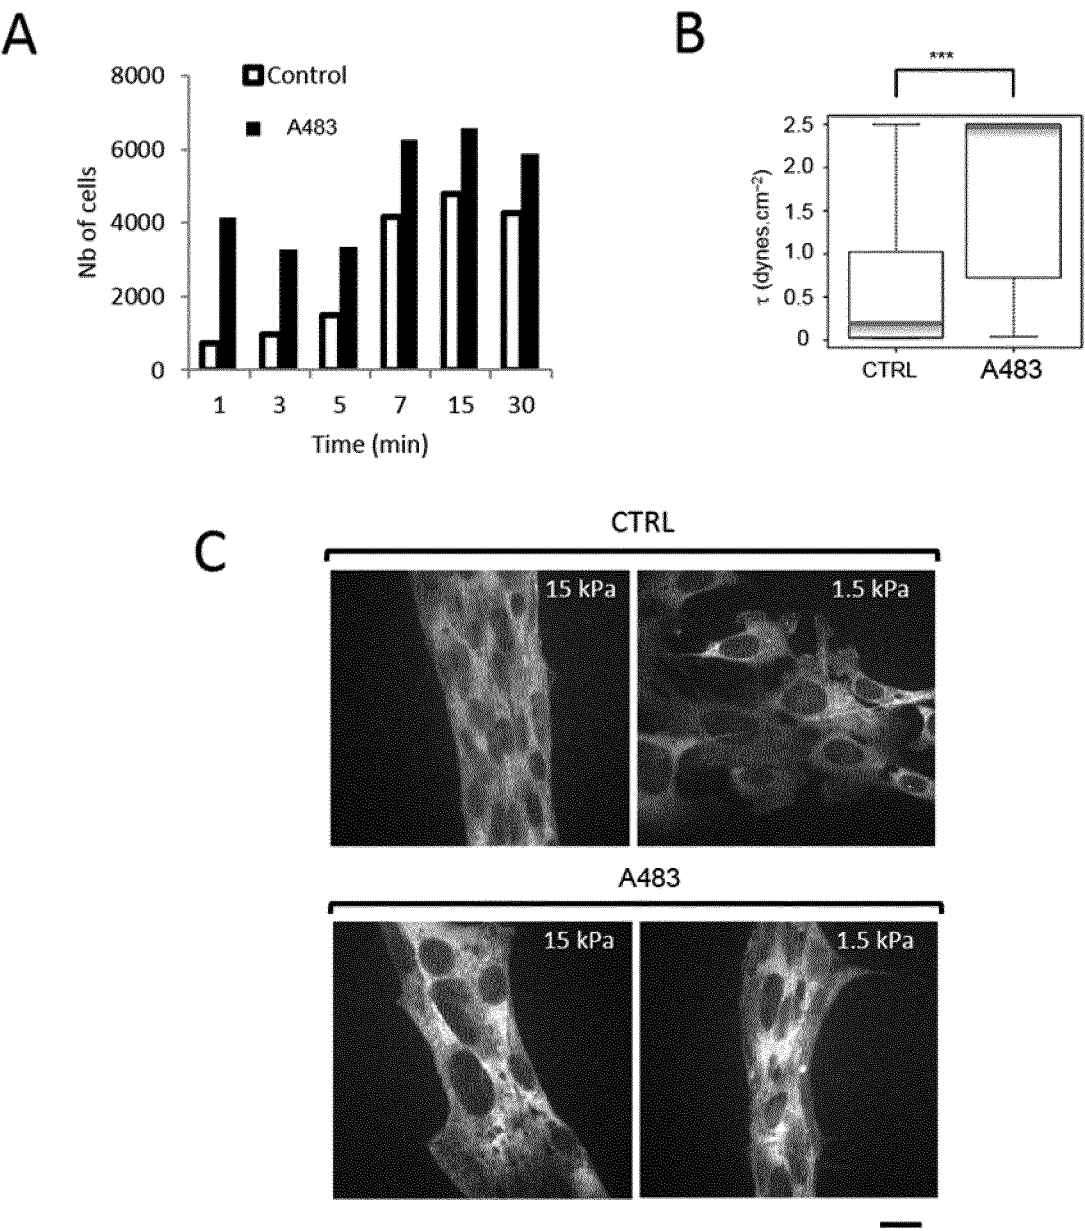 A
8000
6000
4000
2000
0
Nb of cells
Control
A483
1 3 5 7 15 30
Time (min)
B
***
2.5
2.0
1.5
1.0
0.5
0
τ (dynes.cm⁻²)
CTRL A483
C
CTRL
15 kPa 1.5 kPa
A483
15 kPa 1.5 kPa